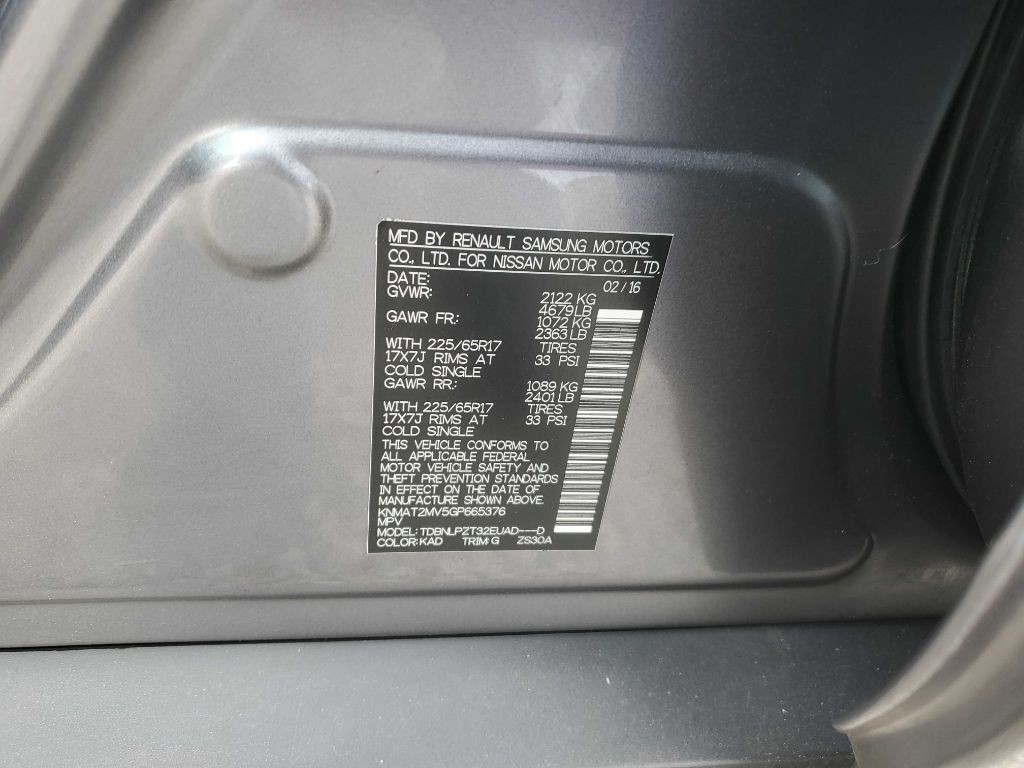 MFD BY RENAULT SAMSUNG MOTORS
CO., LTD. FOR NISSAN MOTOR CO., LTD.
DATE: 02/16
GVWR: 2122 KG
4679 LB
GAWR FR: 1072 KG
2363 LB
WITH 225/65R17 TIRES
17X7J RIMS AT 33 PSI
COLD SINGLE
GAWR RR: 1089 KG
2401 LB
WITH 225/65R17 TIRES
17X7J RIMS AT 33 PSI
COLD SINGLE
THIS VEHICLE CONFORMS TO
ALL APPLICABLE FEDERAL
MOTOR VEHICLE SAFETY AND
THEFT PREVENTION STANDARDS
IN EFFECT ON THE DATE OF
MANUFACTURE SHOWN ABOVE.
KNMAT2MV5GP665376
MPV
MODEL: TDBNLPZT32EUAD---D
COLOR: KAD TRIM: G ZS30A